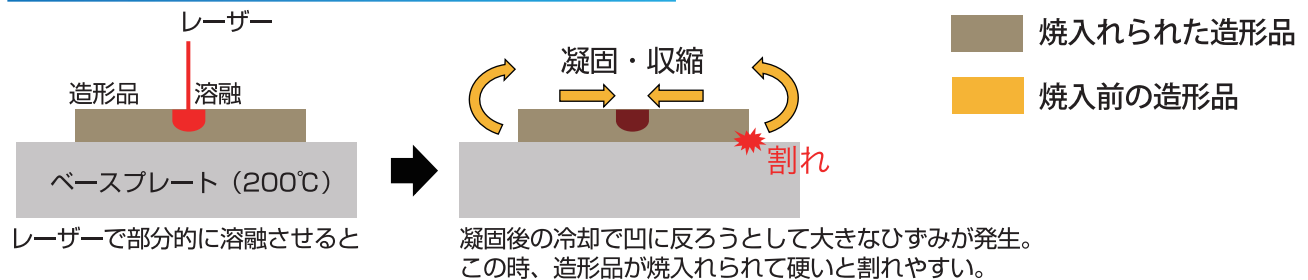 レーザー
造形品
溶融
ベースプレート（200℃）
レーザーで部分的に溶融させると
凝固・収縮
割れ
凝固後の冷却で凹に反ろうとして大きなひずみが発生。
この時、造形品が焼入れられて硬いと割れやすい。
焼入れられた造形品
焼入前の造形品